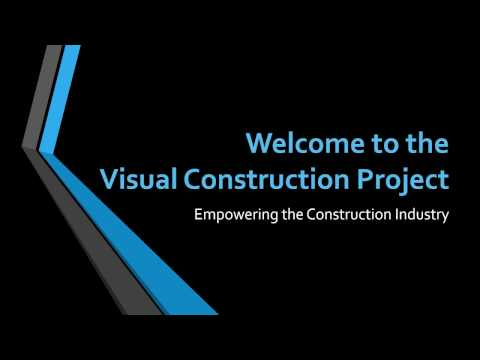 Welcome to the
Visual Construction Project
Empowering the Construction Industry